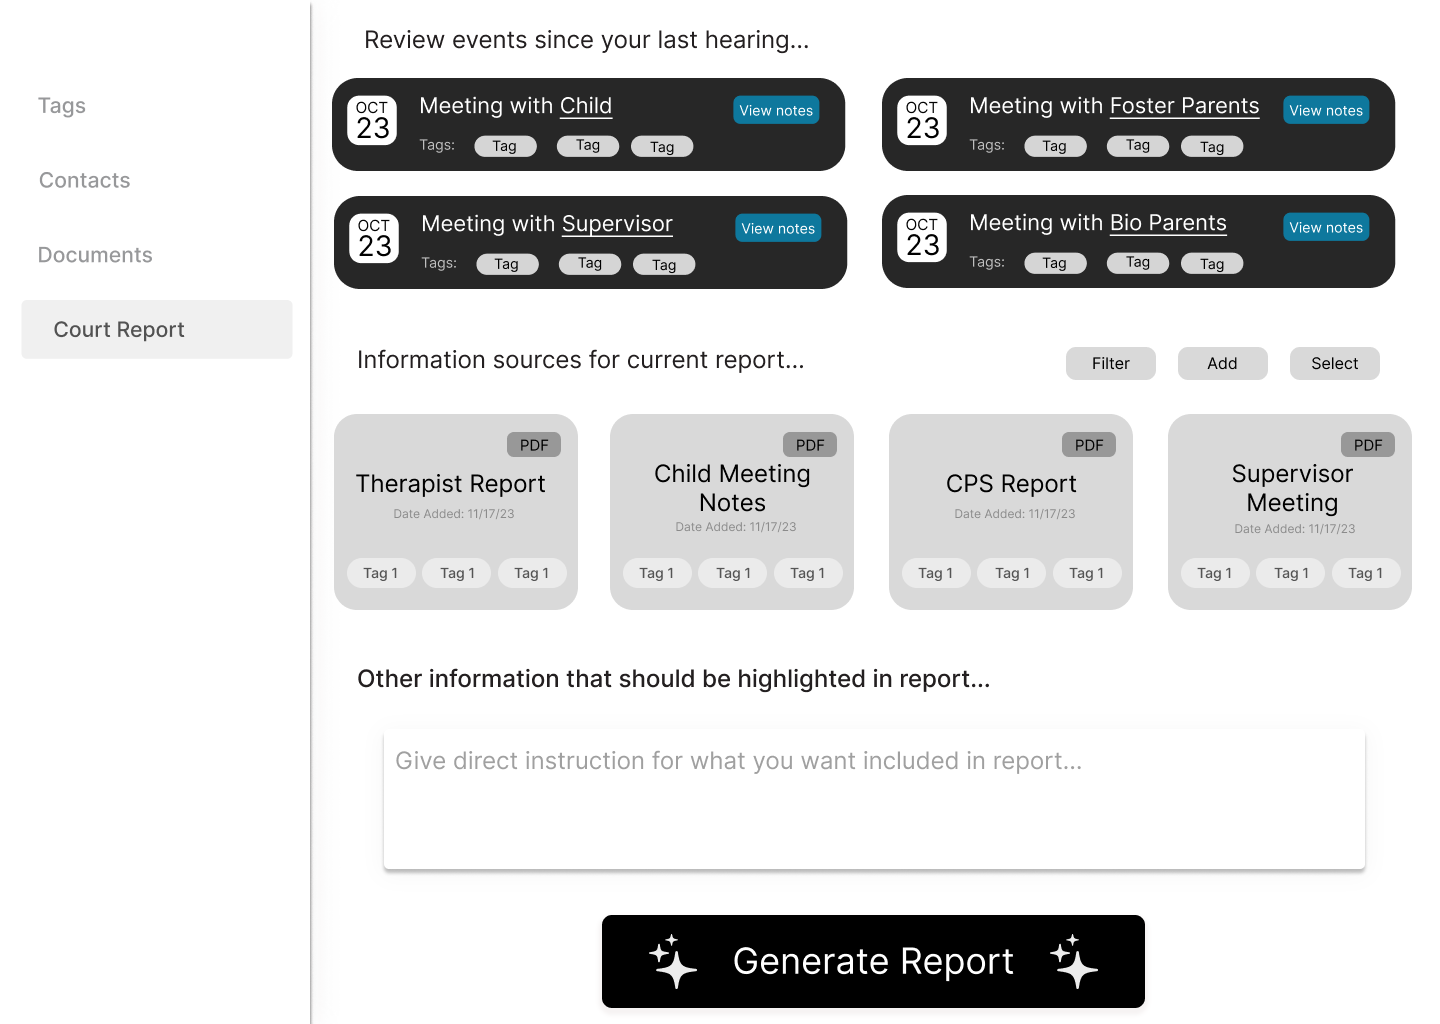 Tags
Contacts
Documents
Court Report
Review events since your last hearing...
OCT
23
Meeting with Child
View notes
Tags: Tag Tag Tag
OCT
23
Meeting with Foster Parents
View notes
Tags: Tag Tag Tag
OCT
23
Meeting with Supervisor
View notes
Tags: Tag Tag Tag
OCT
23
Meeting with Bio Parents
View notes
Tags: Tag Tag Tag
Information sources for current report...
Filter Add Select
PDF
Therapist Report
Date Added: 11/17/23
Tag 1 Tag 1 Tag 1
PDF
Child Meeting
Notes
Date Added: 11/17/23
Tag 1 Tag 1 Tag 1
PDF
CPS Report
Date Added: 11/17/23
Tag 1 Tag 1 Tag 1
PDF
Supervisor
Meeting
Date Added: 11/17/23
Tag 1 Tag 1 Tag 1
Other information that should be highlighted in report...
Give direct instruction for what you want included in report...
Generate Report